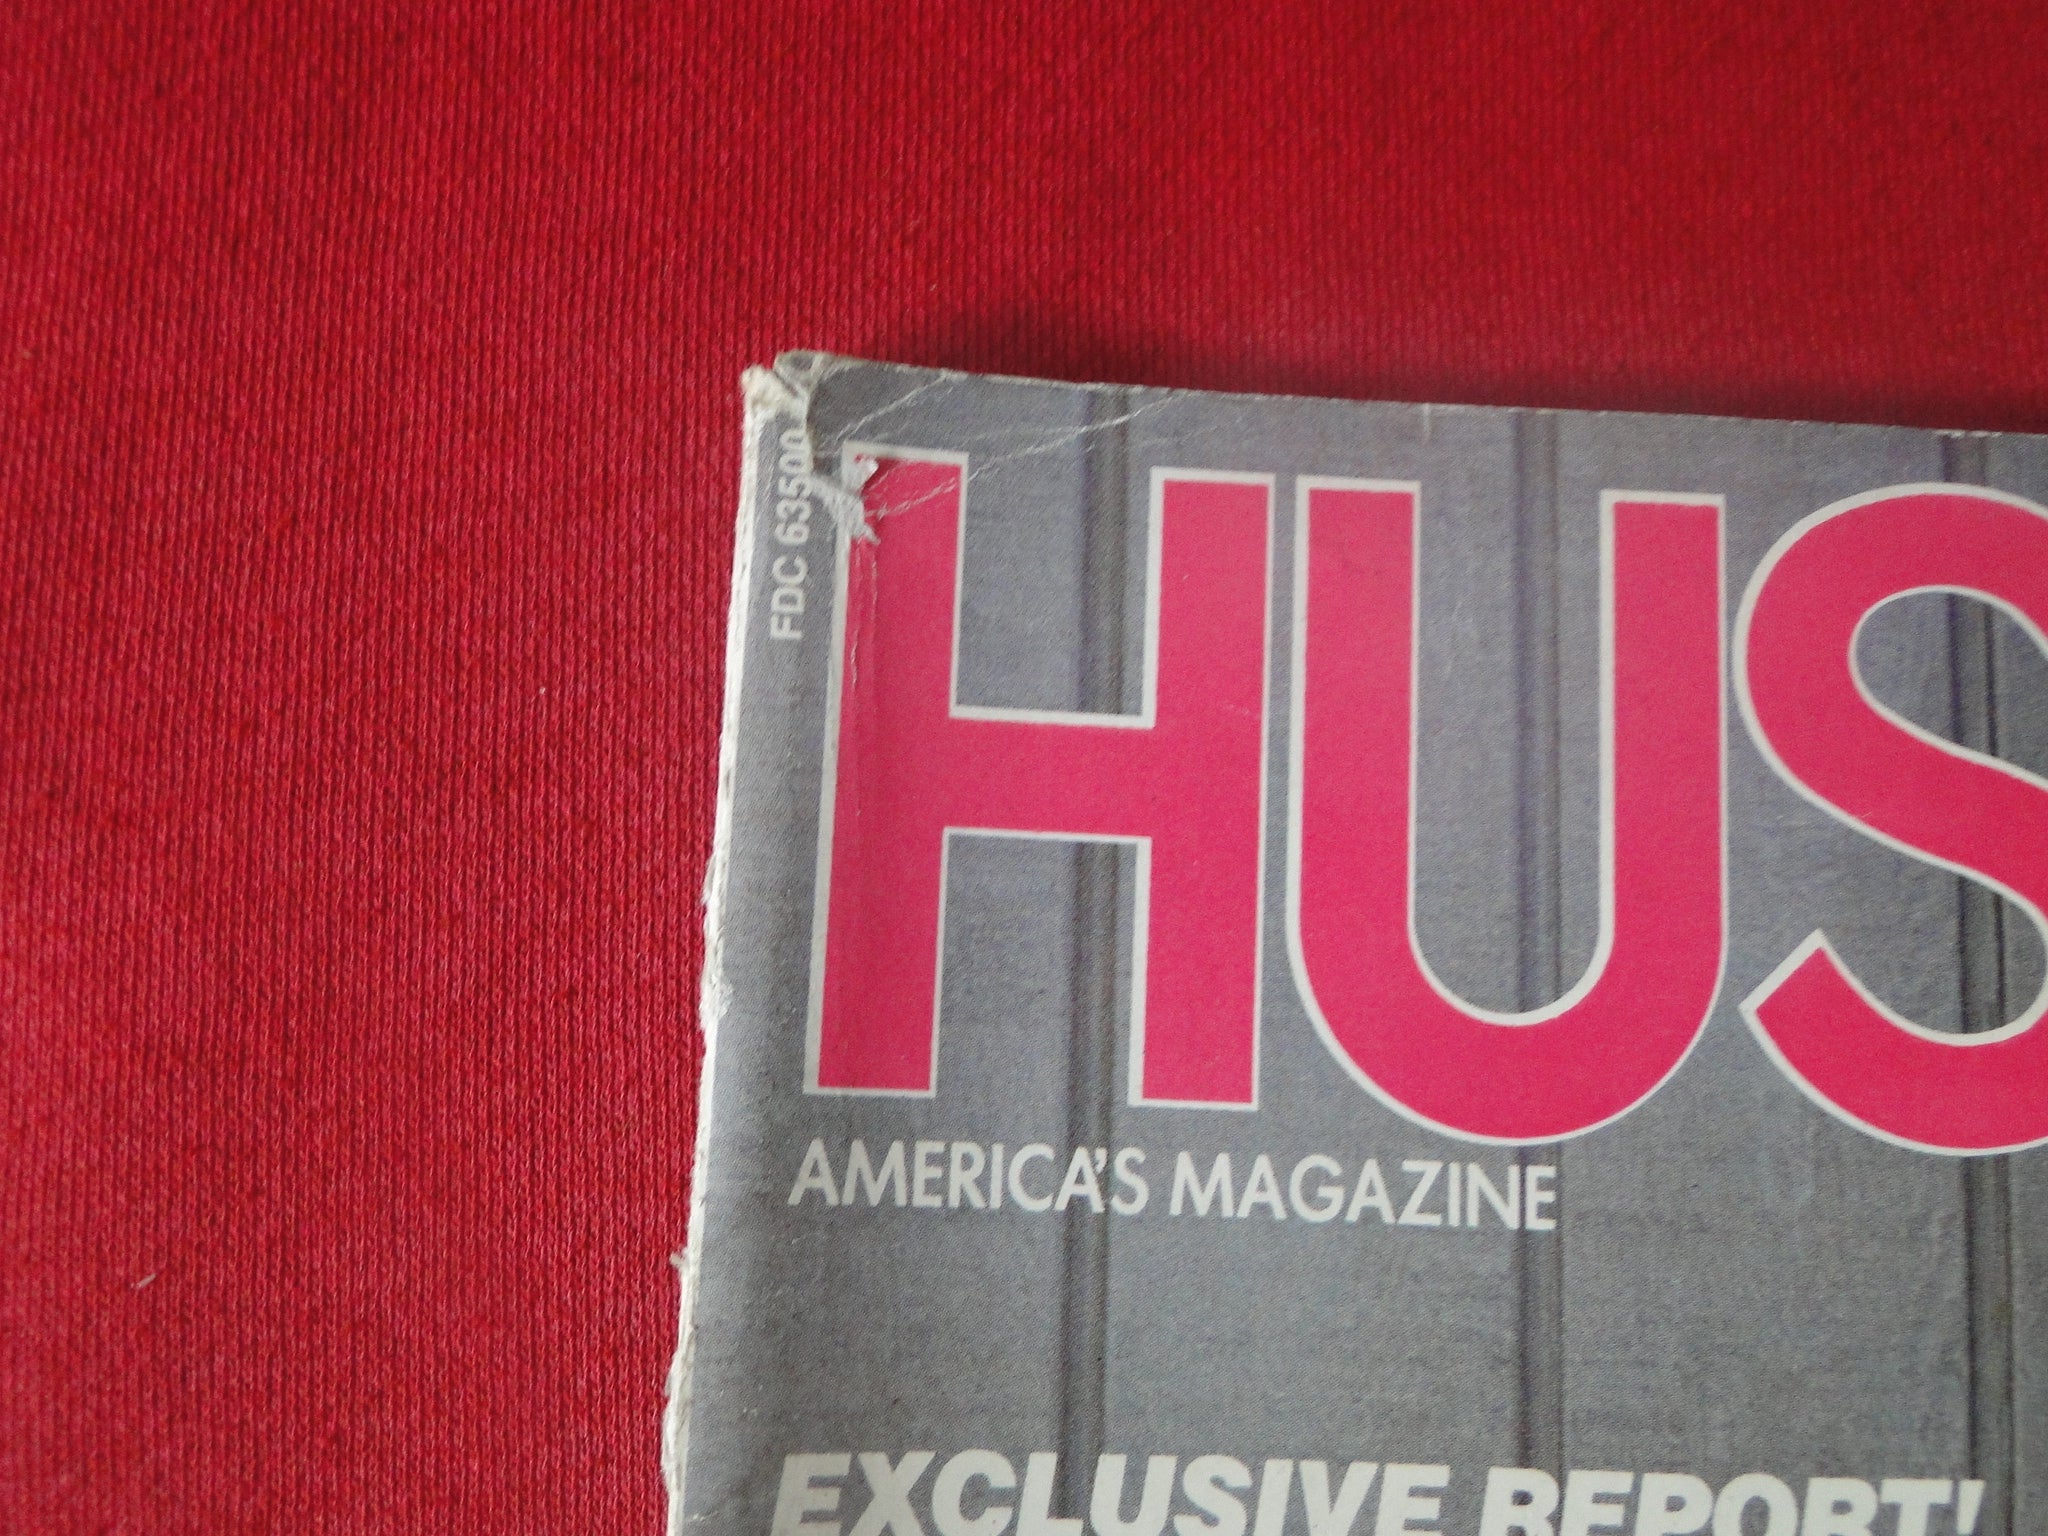 FDC 63500
HUS
AMERICA'S MAGAZINE
EXCLUSIVE REPORT!